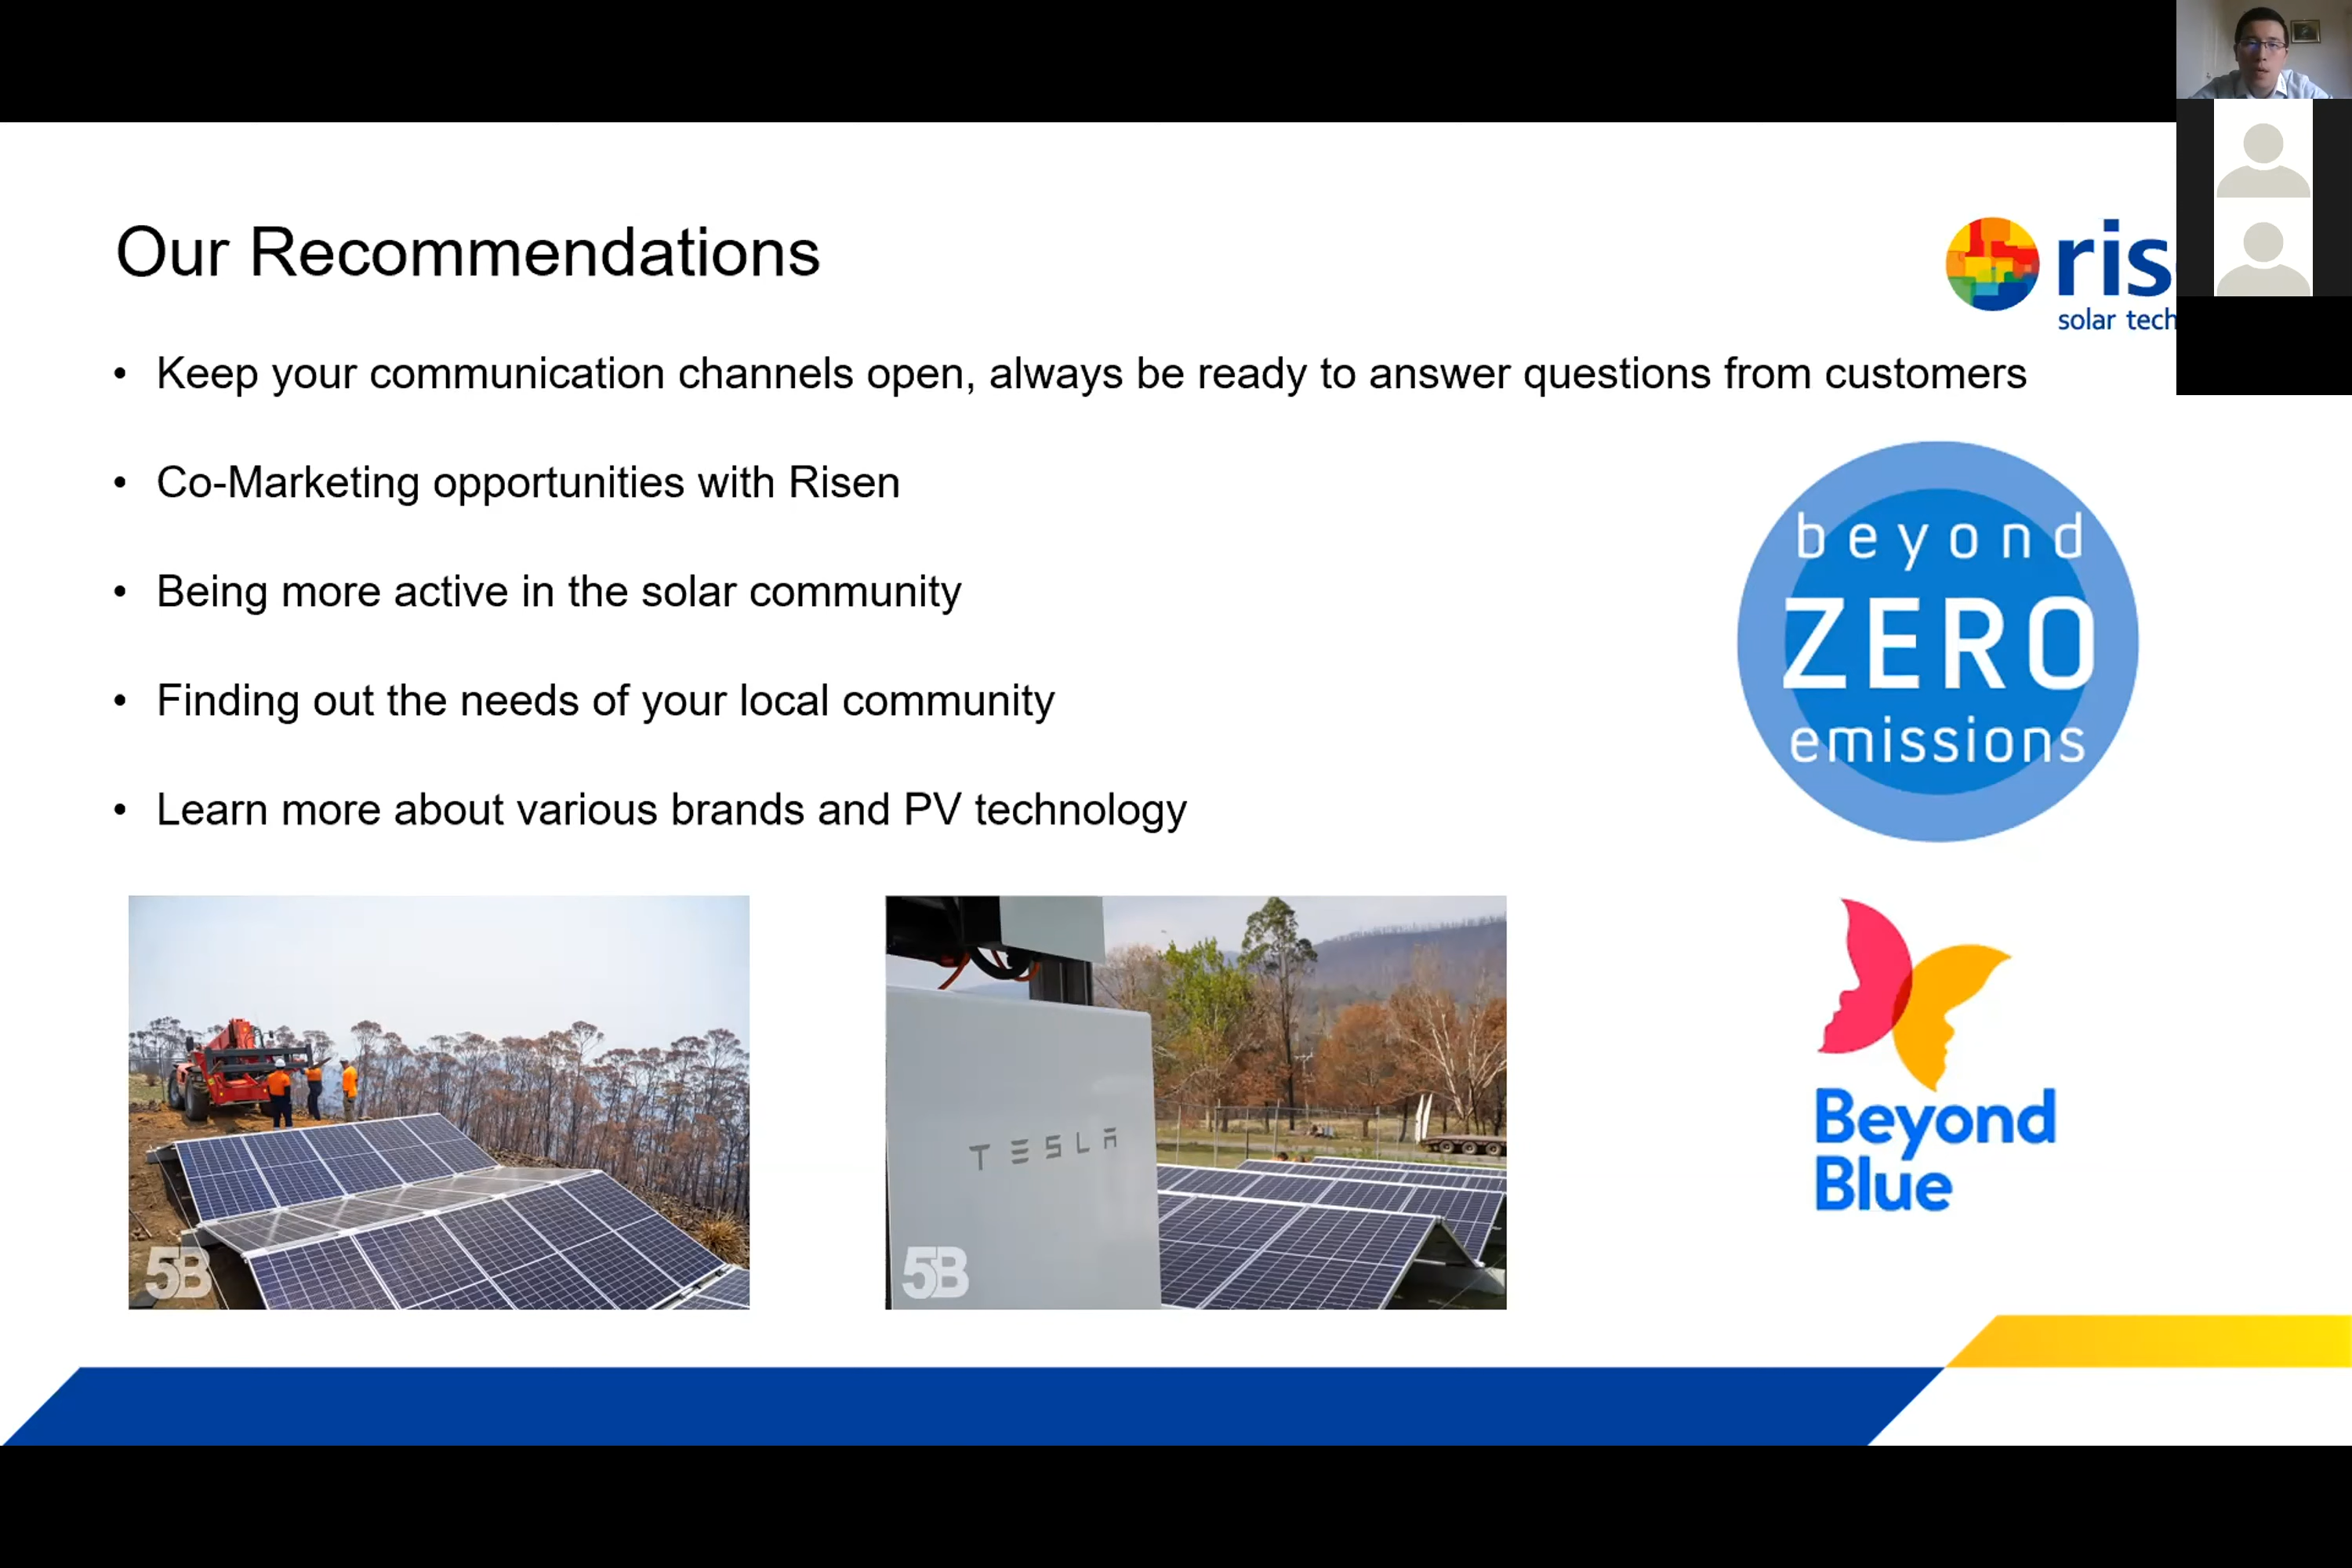 Our Recommendations
ris
solar tech
• Keep your communication channels open, always be ready to answer questions from customers
• Co-Marketing opportunities with Risen
• Being more active in the solar community
• Finding out the needs of your local community
• Learn more about various brands and PV technology
beyond
ZERO
emissions
TESLA
5B
5B
Beyond
Blue